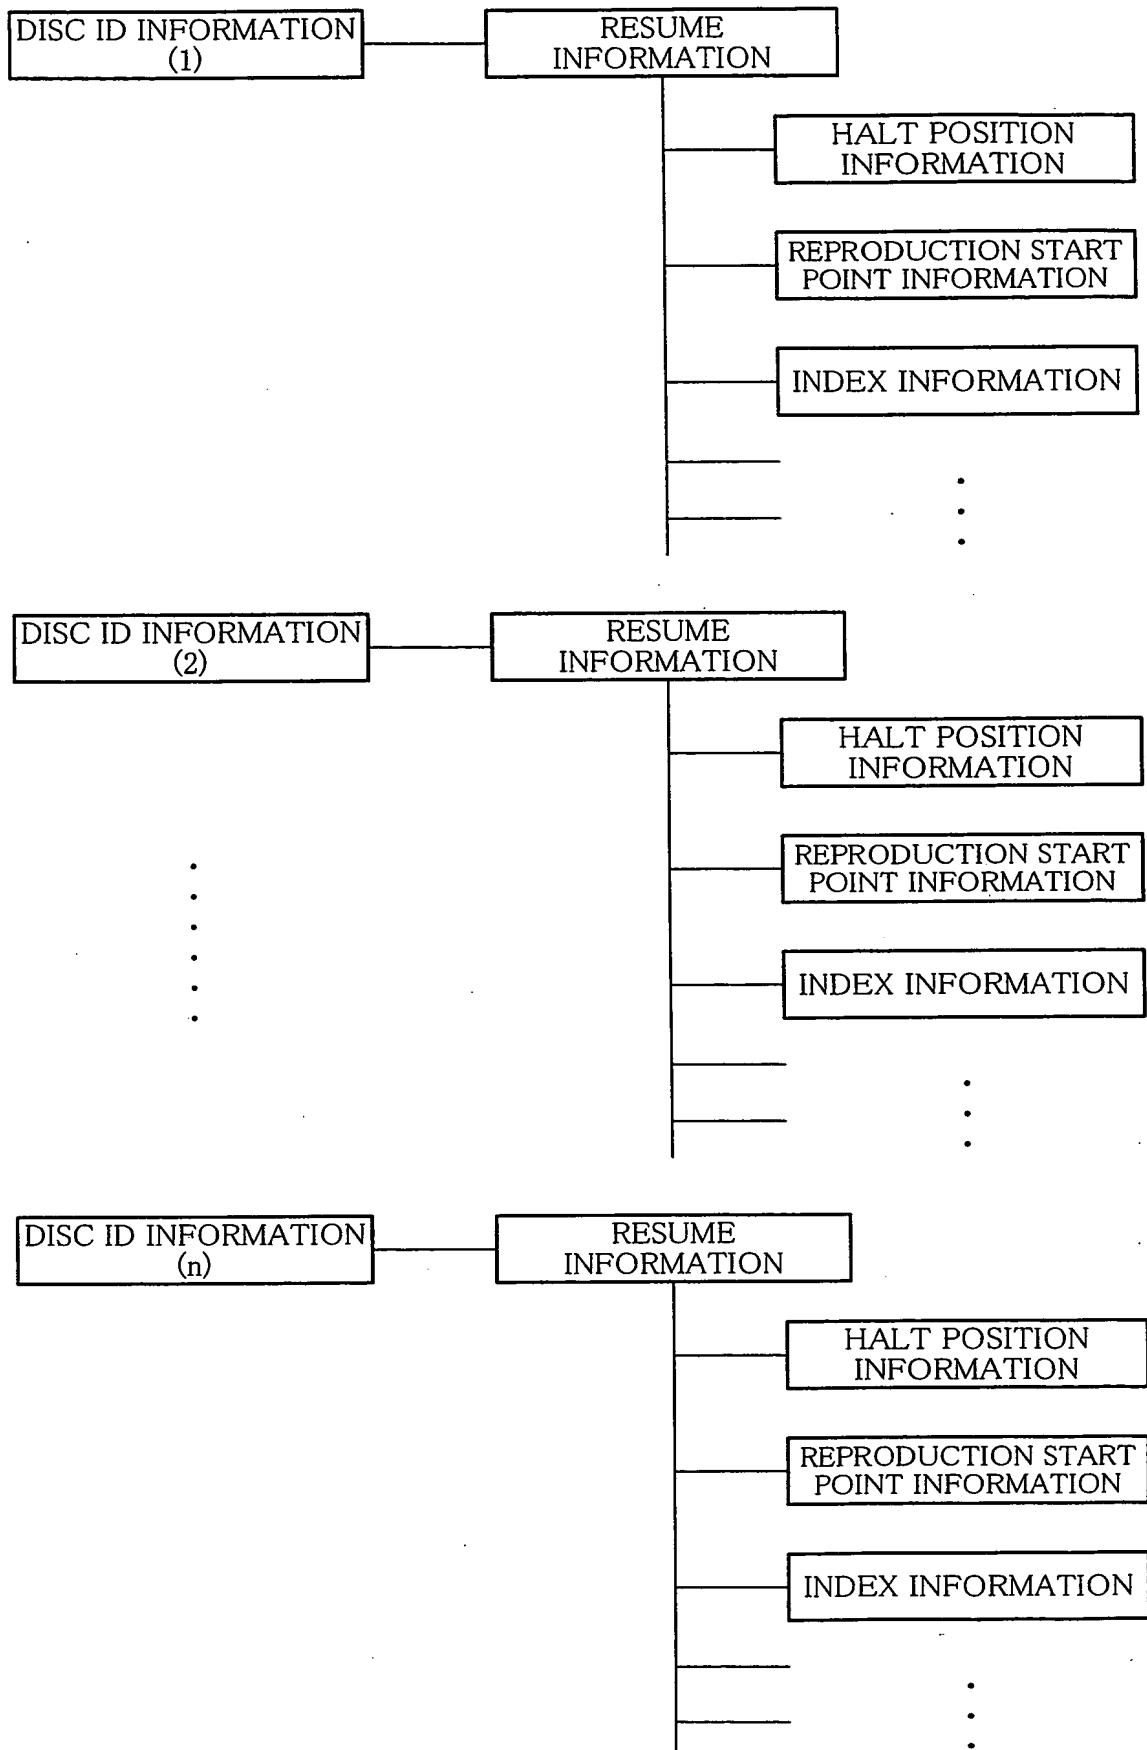 DISC ID INFORMATION
(1)
RESUME
INFORMATION
HALT POSITION
INFORMATION
REPRODUCTION START
POINT INFORMATION
INDEX INFORMATION
DISC ID INFORMATION
(2)
RESUME
INFORMATION
HALT POSITION
INFORMATION
REPRODUCTION START
POINT INFORMATION
INDEX INFORMATION
DISC ID INFORMATION
(n)
RESUME
INFORMATION
HALT POSITION
INFORMATION
REPRODUCTION START
POINT INFORMATION
INDEX INFORMATION